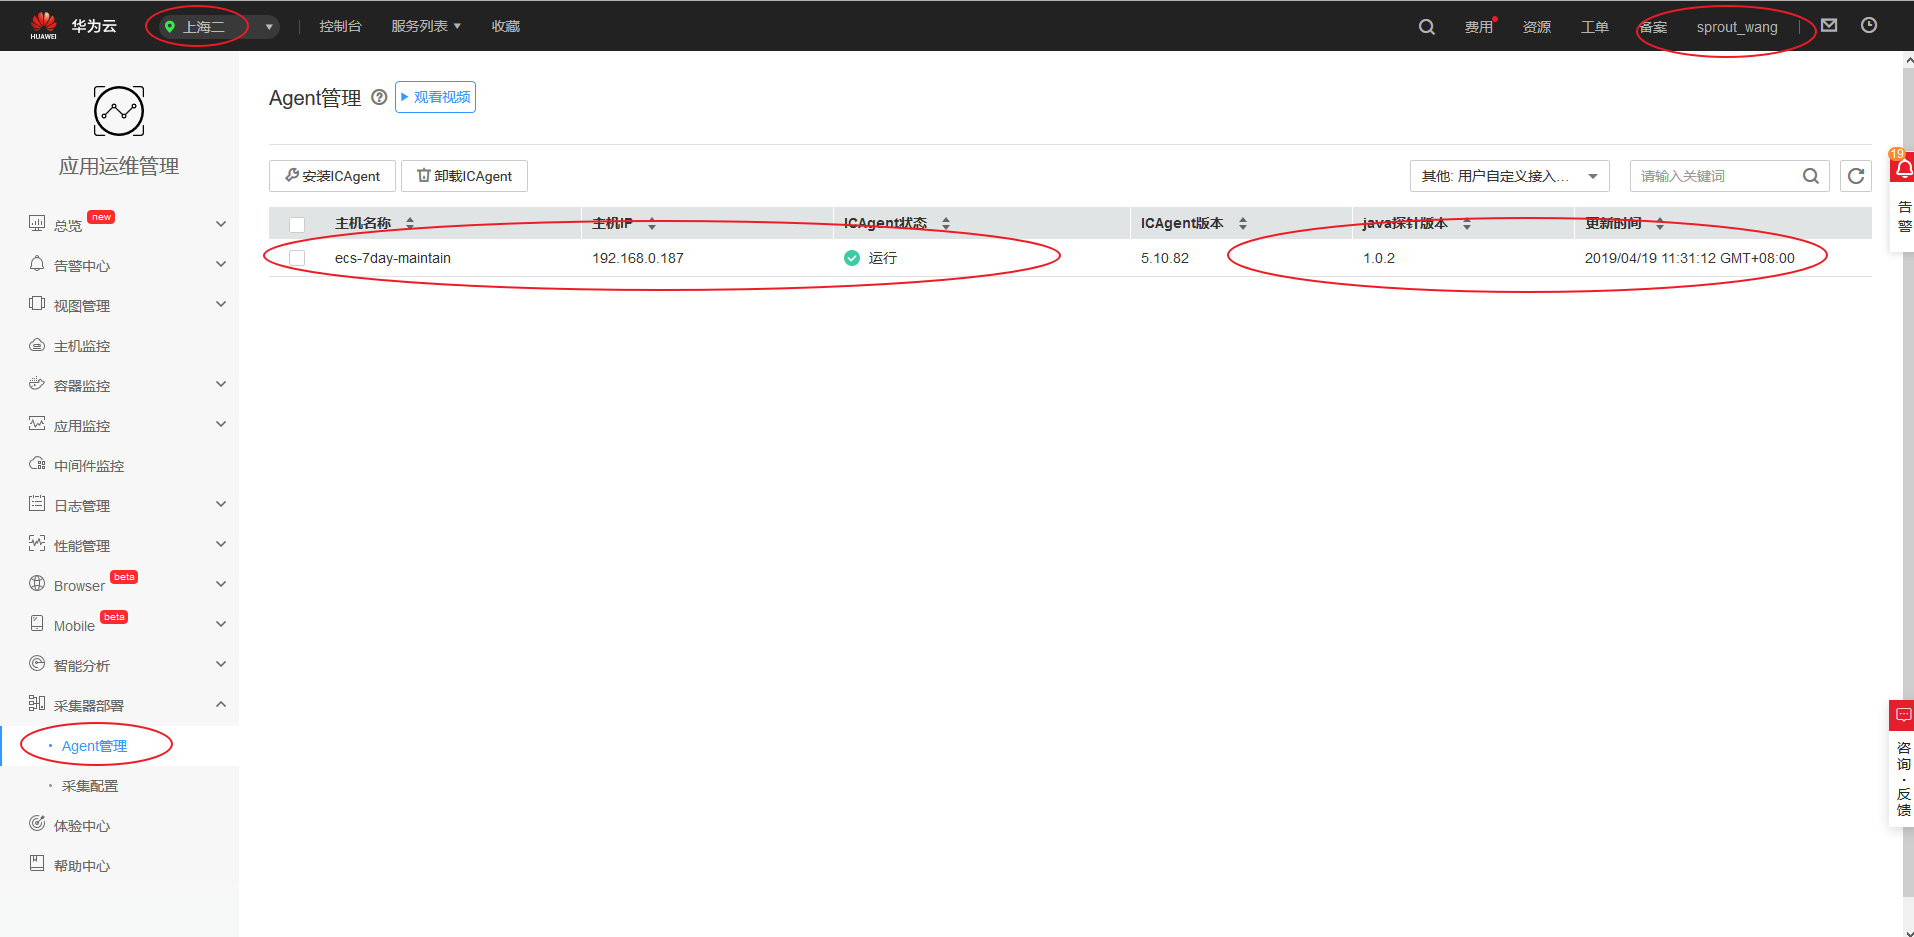 HUAWEI 华为云 上海二 控制台 服务列表 收藏 费用 资源 工单 备案 sprout_wang
应用运维管理
总览 new
告警中心
视图管理
主机监控
容器监控
应用监控
中间件监控
日志管理
性能管理
Browser beta
Mobile beta
智能分析
采集器部署
Agent管理
采集配置
体验中心
帮助中心
Agent管理 ? 观看视频
安装ICAgent 卸载ICAgent 其他: 用户自定义接入... 请输入关键词
主机名称 主机IP ICAgent状态 ICAgent版本 java探针版本 更新时间
ecs-7day-maintain 192.168.0.187 运行 5.10.82 1.0.2 2019/04/19 11:31:12 GMT+08:00
19
告
警
咨
询
·
反
馈